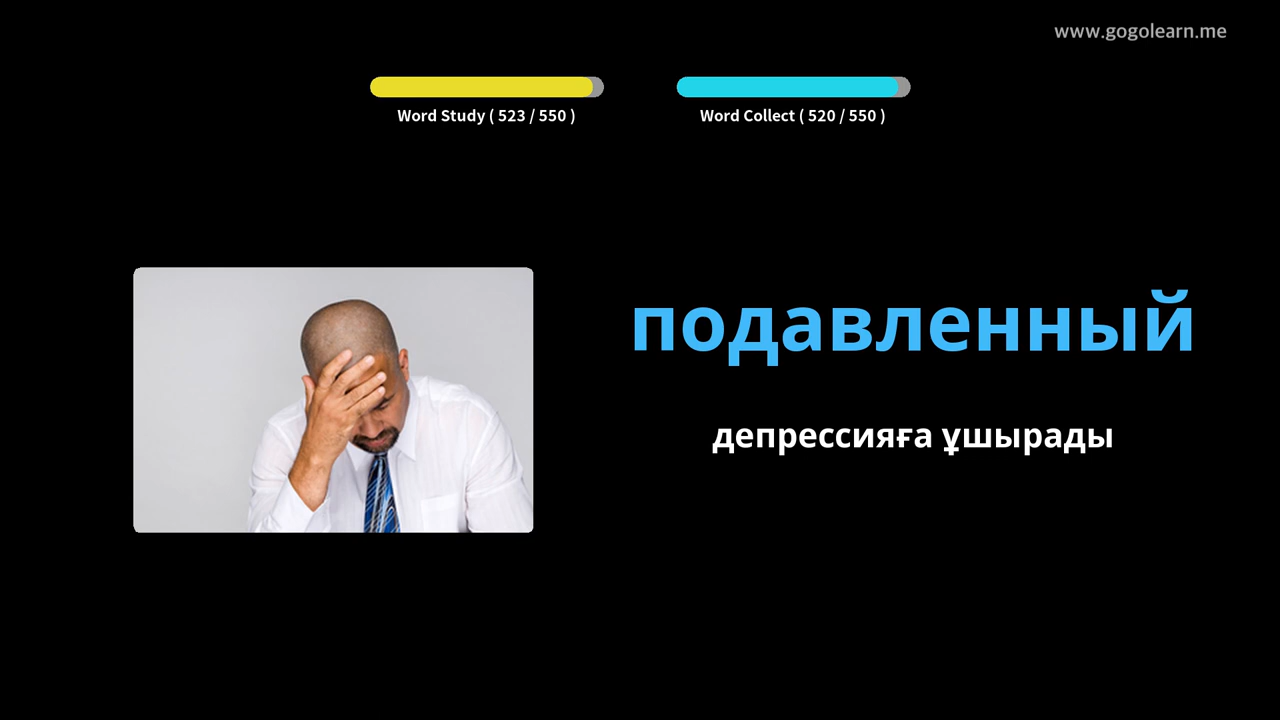 www.gogolearn.me
Word Study ( 523 / 550 )
Word Collect ( 520 / 550 )
подавленный
депрессияға ұшырады